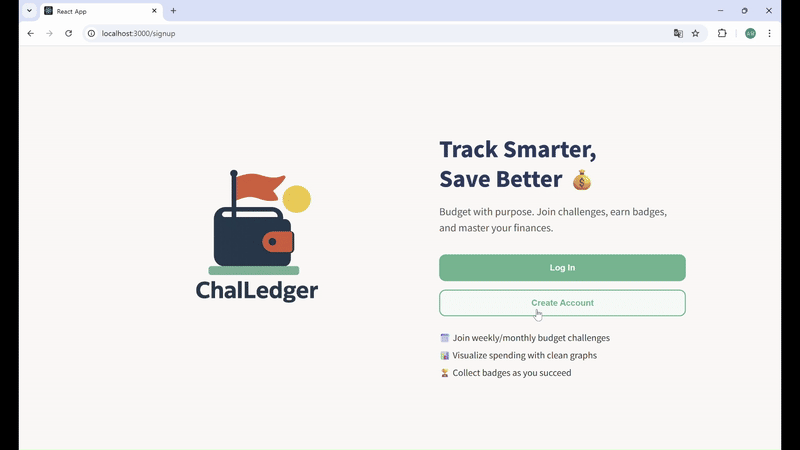 React App
localhost:3000/signup
Track Smarter,
Save Better
Budget with purpose. Join challenges, earn badges,
and master your finances.
Log In
Create Account
ChalLedger
Join weekly/monthly budget challenges
Visualize spending with clean graphs
Collect badges as you succeed